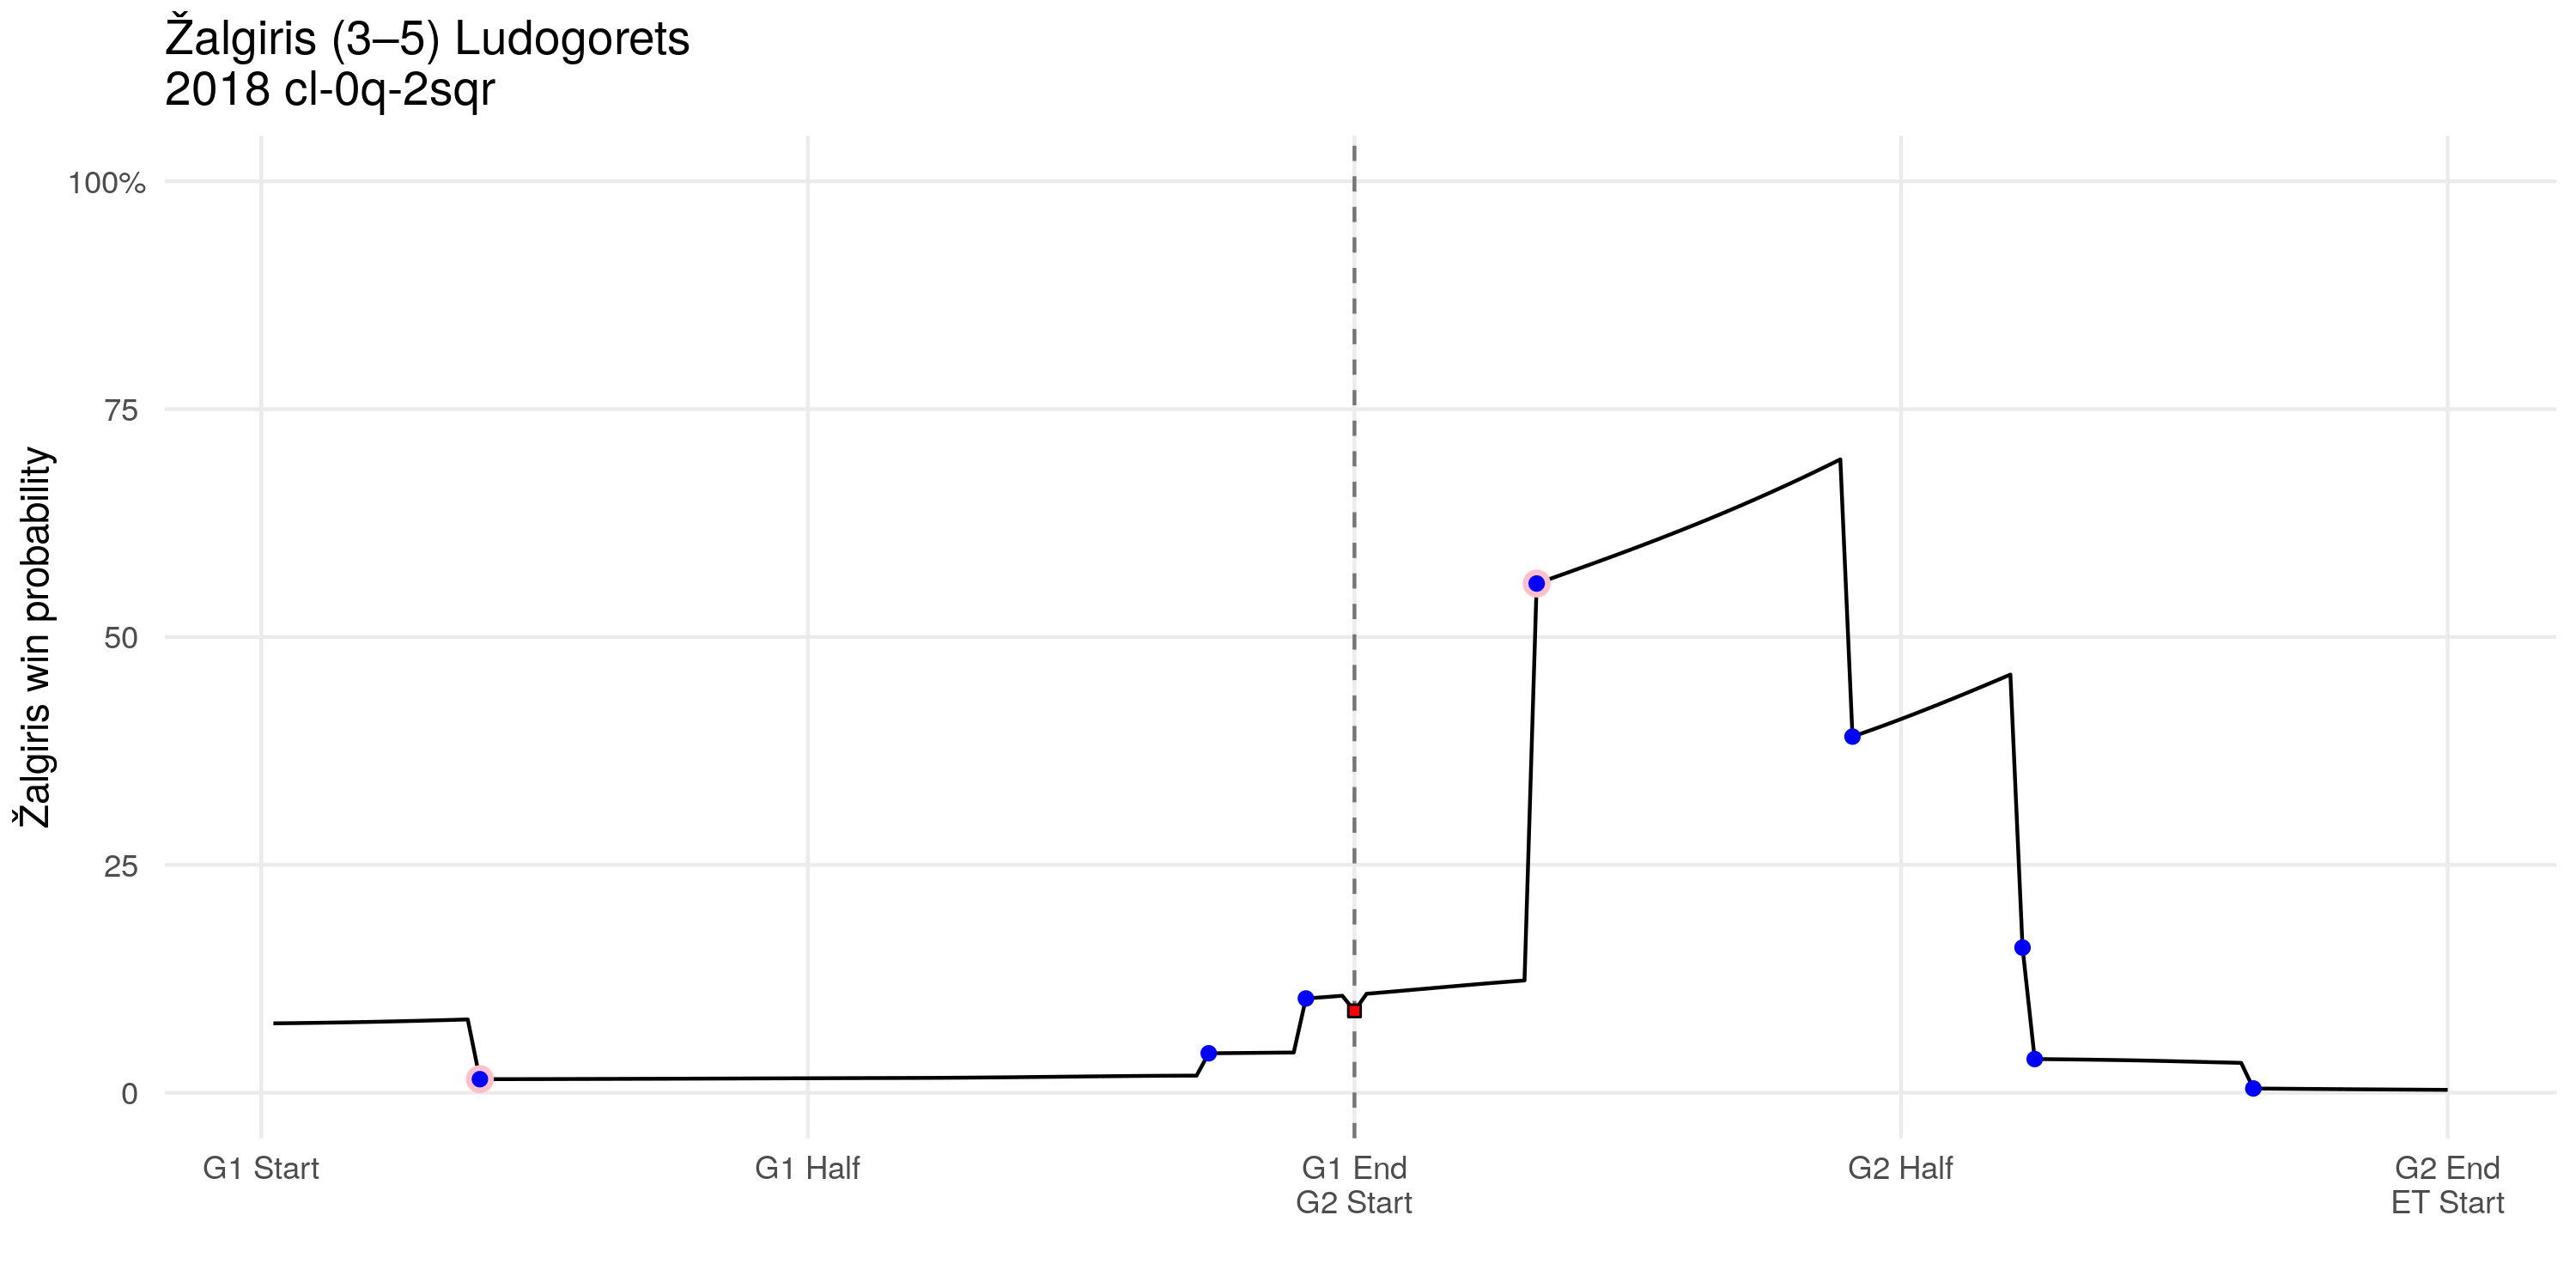 Žalgiris (3–5) Ludogorets
2018 cl-0q-2sqr
Žalgiris win probability
100%
75
50
25
0
G1 Start
G1 Half
G1 End
G2 Start
G2 Half
G2 End
ET Start